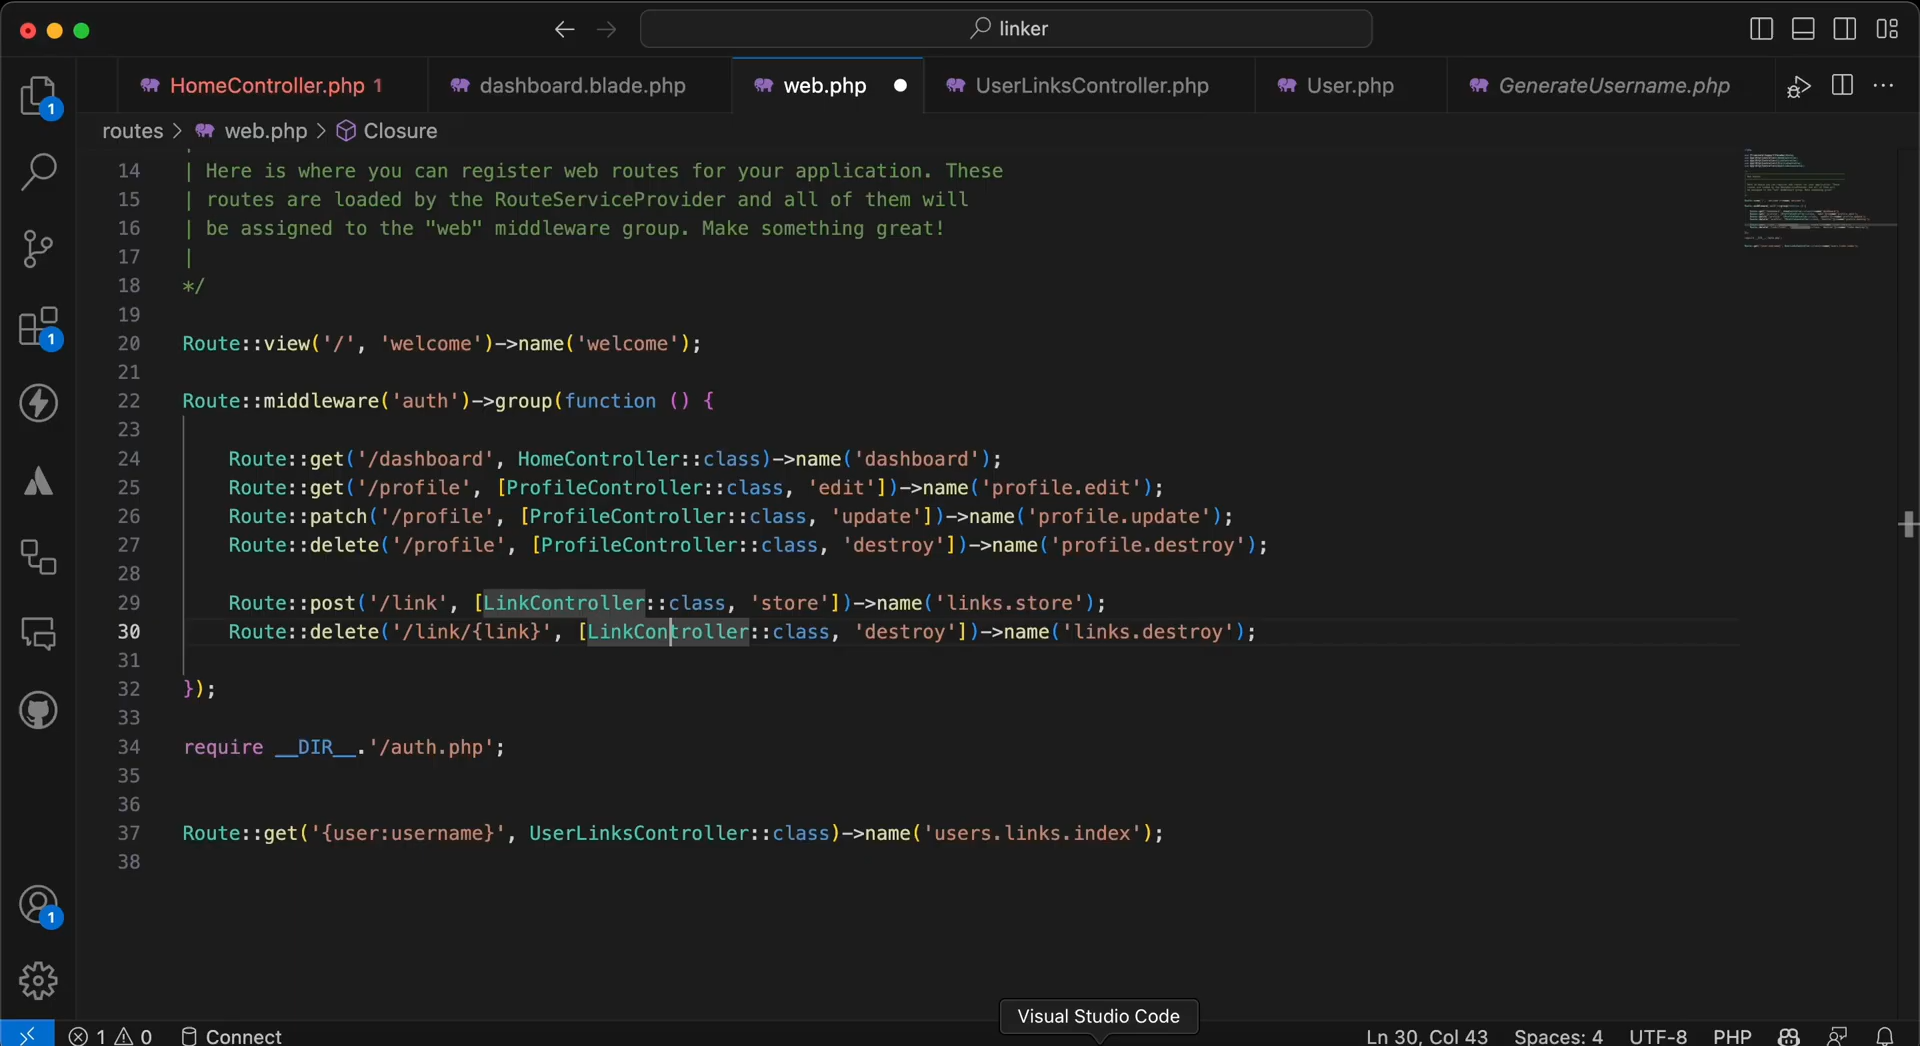 linker
HomeController.php 1
dashboard.blade.php
web.php
UserLinksController.php
User.php
GenerateUsername.php
1
routes > web.php > Closure
14 | Here is where you can register web routes for your application. These
15 | routes are loaded by the RouteServiceProvider and all of them will
16 | be assigned to the "web" middleware group. Make something great!
17 |
18 */
19
20 Route::view('/', 'welcome')->name('welcome');
21
22 Route::middleware('auth')->group(function () {
23
24 Route::get('/dashboard', HomeController::class)->name('dashboard');
25 Route::get('/profile', [ProfileController::class, 'edit'])->name('profile.edit');
26 Route::patch('/profile', [ProfileController::class, 'update'])->name('profile.update');
27 Route::delete('/profile', [ProfileController::class, 'destroy'])->name('profile.destroy');
28
29 Route::post('/link', [LinkController::class, 'store'])->name('links.store');
30 Route::delete('/link/{link}', [LinkController::class, 'destroy'])->name('links.destroy');
31
32 });
33
34 require __DIR__.'/auth.php';
35
36
37 Route::get('{user:username}', UserLinksController::class)->name('users.links.index');
38
1
1
Visual Studio Code
1 0 Connect
Ln 30, Col 43 Spaces: 4 UTF-8 PHP